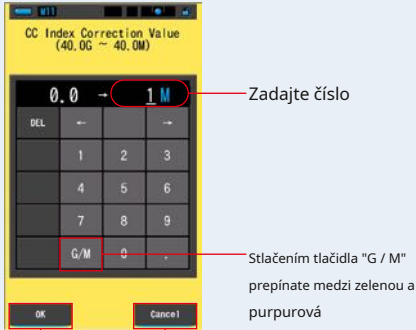 M11
CC Index Correction Value
(40.0G ~ 40.0M)
0.0 → 1 M
Zadajte číslo
DEL ← →
1 2 3
4 5 6
7 8 9
G/M 0 .
Stlačením tlačidla "G / M"
prepínate medzi zelenou a
purpurová
OK Cancel